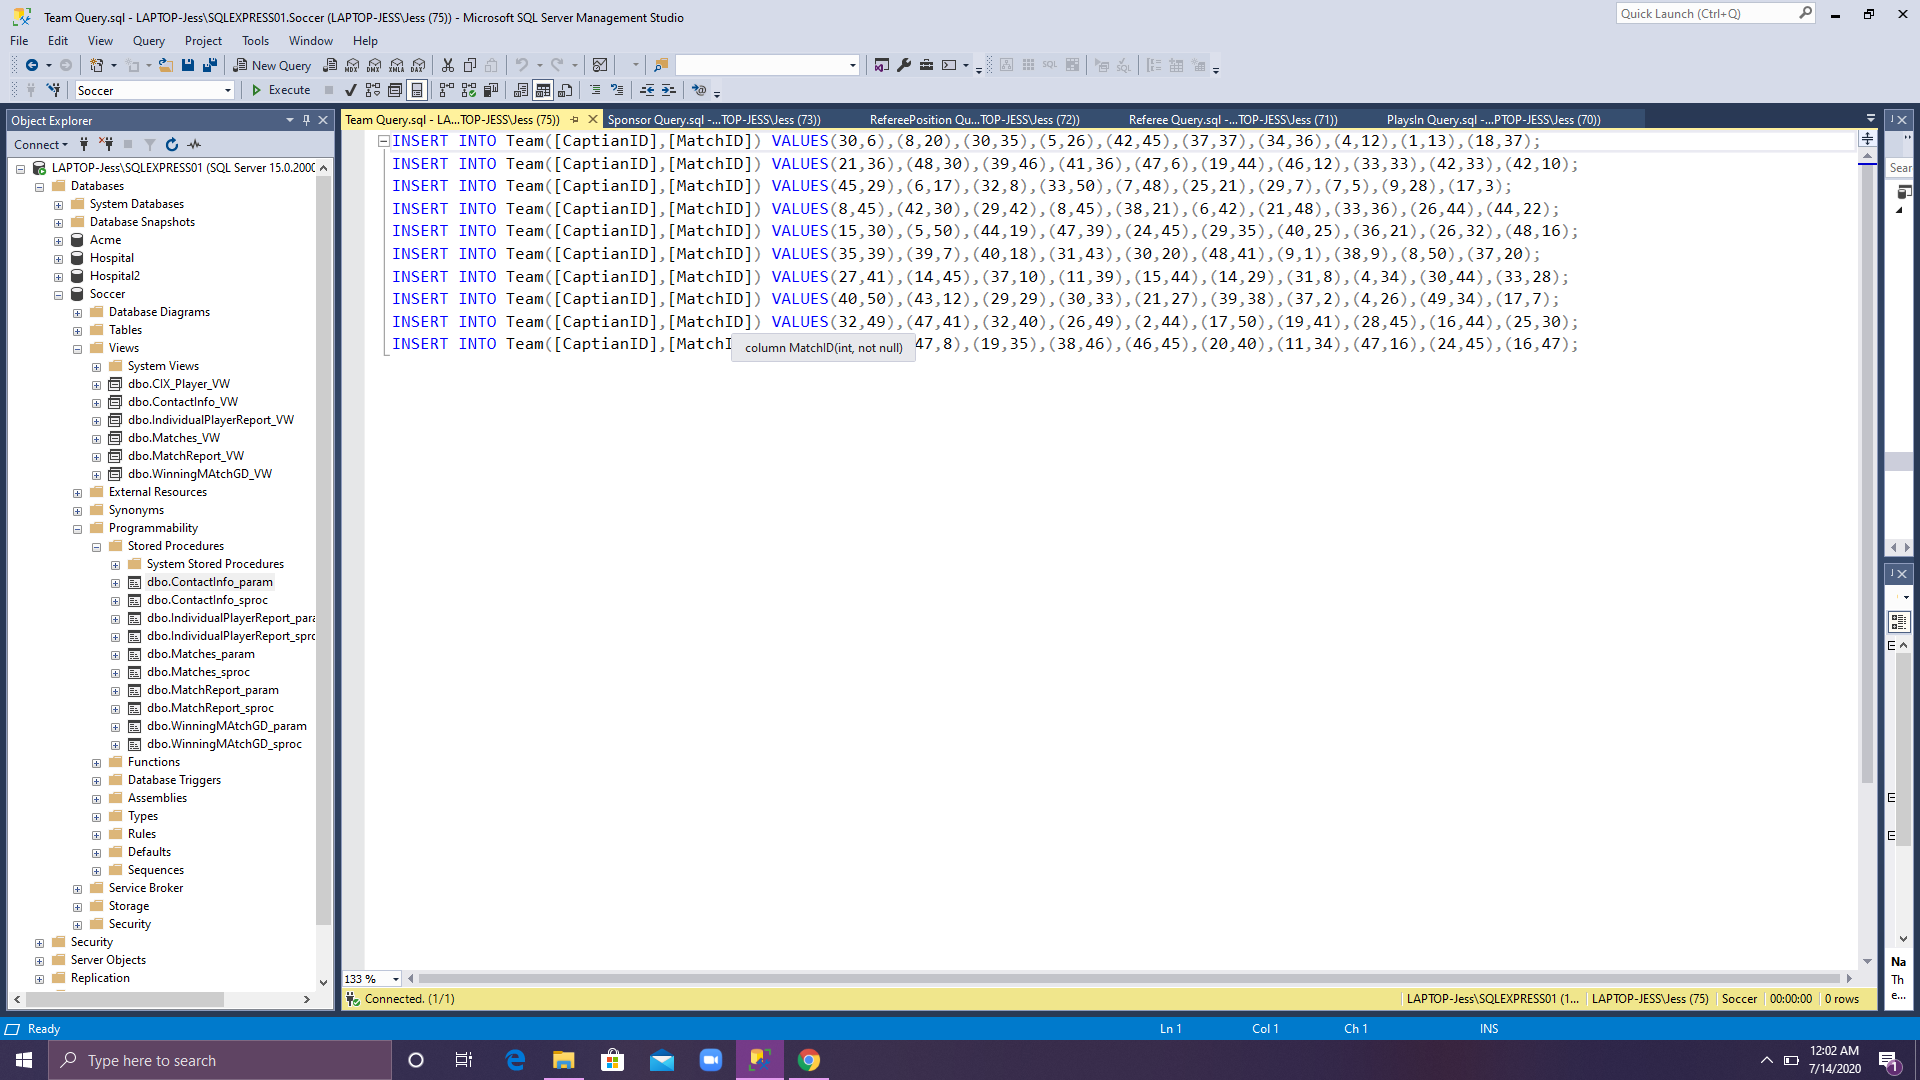 Team Query.sql - LAPTOP-Jess\SQLEXPRESS01.Soccer (LAPTOP-JESS\Jess (75)) - Microsoft SQL Server Management Studio
Quick Launch (Ctrl+Q)
File Edit View Query Project Tools Window Help
New Query
Soccer
Execute
Object Explorer
Connect
LAPTOP-Jess\SQLEXPRESS01 (SQL Server 15.0.2000
Databases
System Databases
Database Snapshots
Acme
Hospital
Hospital2
Soccer
Database Diagrams
Tables
Views
System Views
dbo.CIX_Player_VW
dbo.ContactInfo_VW
dbo.IndividualPlayerReport_VW
dbo.Matches_VW
dbo.MatchReport_VW
dbo.WinningMAtchGD_VW
External Resources
Synonyms
Programmability
Stored Procedures
System Stored Procedures
dbo.ContactInfo_param
dbo.ContactInfo_sproc
dbo.IndividualPlayerReport_para
dbo.IndividualPlayerReport_spro
dbo.Matches_param
dbo.Matches_sproc
dbo.MatchReport_param
dbo.MatchReport_sproc
dbo.WinningMAtchGD_param
dbo.WinningMAtchGD_sproc
Functions
Database Triggers
Assemblies
Types
Rules
Defaults
Sequences
Service Broker
Storage
Security
Security
Server Objects
Replication
Team Query.sql - LA...TOP-JESS\Jess (75)) Sponsor Query.sql -...TOP-JESS\Jess (73)) RefereePosition Qu...TOP-JESS\Jess (72)) Referee Query.sql -...TOP-JESS\Jess (71)) PlaysIn Query.sql -...PTOP-JESS\Jess (70))
INSERT INTO Team([CaptianID],[MatchID]) VALUES(30,6),(8,20),(30,35),(5,26),(42,45),(37,37),(34,36),(4,12),(1,13),(18,37);
INSERT INTO Team([CaptianID],[MatchID]) VALUES(21,36),(48,30),(39,46),(41,36),(47,6),(19,44),(46,12),(33,33),(42,33),(42,10);
INSERT INTO Team([CaptianID],[MatchID]) VALUES(45,29),(6,17),(32,8),(33,50),(7,48),(25,21),(29,7),(7,5),(9,28),(17,3);
INSERT INTO Team([CaptianID],[MatchID]) VALUES(8,45),(42,30),(29,42),(8,45),(38,21),(6,42),(21,48),(33,36),(26,44),(44,22);
INSERT INTO Team([CaptianID],[MatchID]) VALUES(15,30),(5,50),(44,19),(47,39),(24,45),(29,35),(40,25),(36,21),(26,32),(48,16);
INSERT INTO Team([CaptianID],[MatchID]) VALUES(35,39),(39,7),(40,18),(31,43),(30,20),(48,41),(9,1),(38,9),(8,50),(37,20);
INSERT INTO Team([CaptianID],[MatchID]) VALUES(27,41),(14,45),(37,10),(11,39),(15,44),(14,29),(31,8),(4,34),(30,44),(33,28);
INSERT INTO Team([CaptianID],[MatchID]) VALUES(40,50),(43,12),(29,29),(30,33),(21,27),(39,38),(37,2),(4,26),(49,34),(17,7);
INSERT INTO Team([CaptianID],[MatchID]) VALUES(32,49),(47,41),(32,40),(26,49),(2,44),(17,50),(19,41),(28,45),(16,44),(25,30);
INSERT INTO Team([CaptianID],[MatchI 47,8),(19,35),(38,46),(46,45),(20,40),(11,34),(47,16),(24,45),(16,47);
column MatchID(int, not null)
133 %
Connected. (1/1)
LAPTOP-Jess\SQLEXPRESS01 (1... LAPTOP-JESS\Jess (75) Soccer 00:00:00 0 rows
Sear
Na
Th
e...
Ready
Ln 1 Col 1 Ch 1 INS
Type here to search
12:02 AM
7/14/2020
1